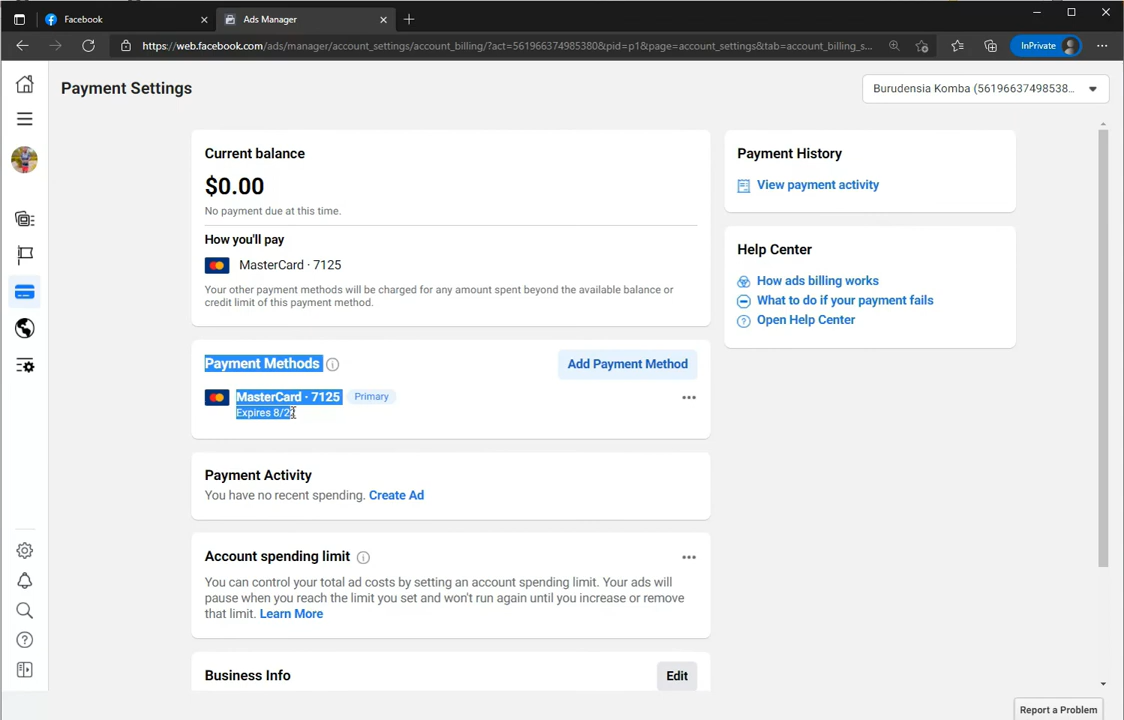 Facebook
Ads Manager
https://web.facebook.com/ads/manager/account_settings/account_billing/?act=561966374985380&pid=p1&page=account_settings&tab=account_billing_s...
InPrivate
Payment Settings
Burudensia Komba (56196637498538...
Current balance
$0.00
No payment due at this time.
How you'll pay
MasterCard · 7125
Your other payment methods will be charged for any amount spent beyond the available balance or
credit limit of this payment method.
Payment Methods
Add Payment Method
MasterCard · 7125
Primary
Expires
Payment Activity
You have no recent spending. Create Ad
Account spending limit
You can control your total ad costs by setting an account spending limit. Your ads will
pause when you reach the limit you set and won't run again until you increase or remove
that limit. Learn More
Business Info
Edit
Payment History
View payment activity
Help Center
How ads billing works
What to do if your payment fails
Open Help Center
Report a Problem